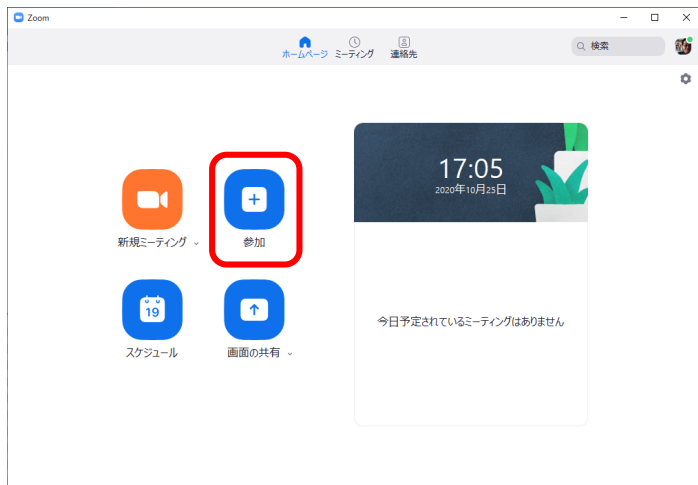 Zoom
ホームページ ミーティング 連絡先
検索
17:05
2020年10月25日
新規ミーティング 参加
19
スケジュール 画面の共有
今日予定されているミーティングはありません